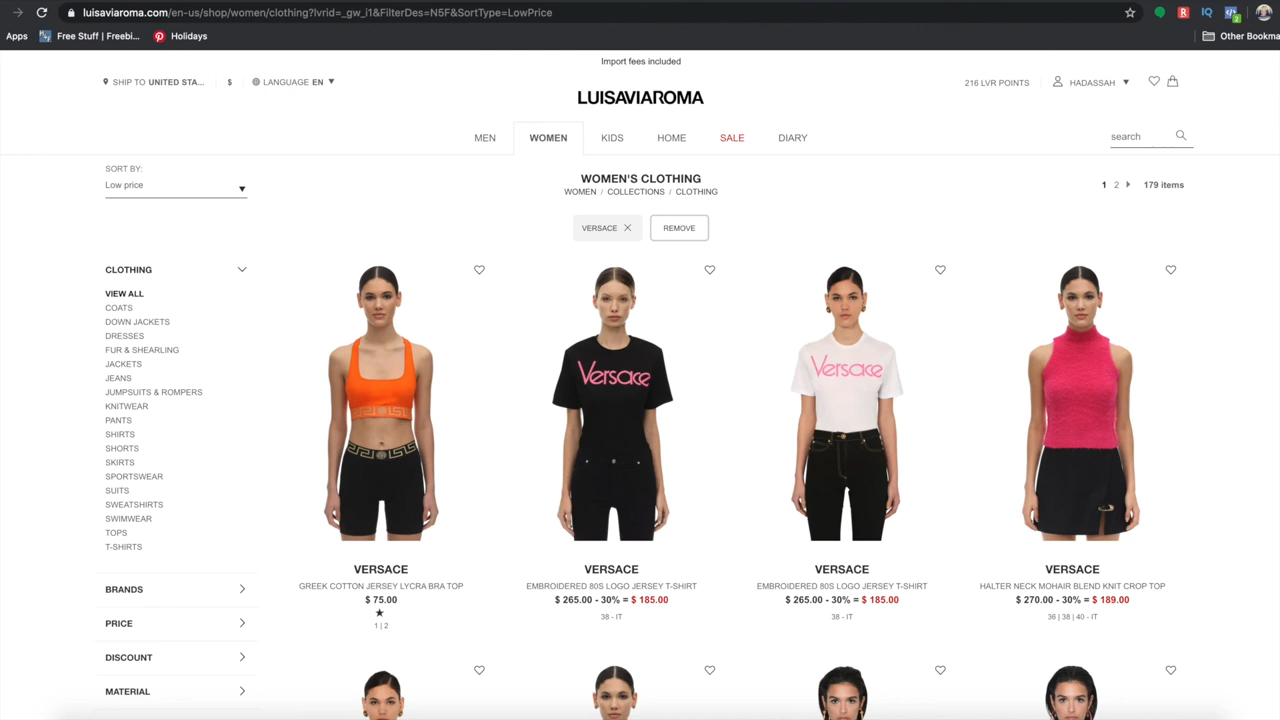 luisaviaroma.com/en-us/shop/women/clothing?lvrid=_gw_i1&FilterDes=N5F&SortType=LowPrice
Apps Free Stuff | Freebi... Holidays Other Bookma
Import fees included
SHIP TO UNITED STA... $ LANGUAGE EN 216 LVR POINTS HADASSAH
LUISAVIAROMA
MEN WOMEN KIDS HOME SALE DIARY search
SORT BY:
Low price
WOMEN'S CLOTHING
WOMEN / COLLECTIONS / CLOTHING
1 2 179 items
VERSACE REMOVE
CLOTHING
VIEW ALL
COATS
DOWN JACKETS
DRESSES
FUR & SHEARLING
JACKETS
JEANS
JUMPSUITS & ROMPERS
KNITWEAR
PANTS
SHIRTS
SHORTS
SKIRTS
SPORTSWEAR
SUITS
SWEATSHIRTS
SWIMWEAR
TOPS
T-SHIRTS
BRANDS
PRICE
DISCOUNT
MATERIAL
Versace
Versace
VERSACE
GREEK COTTON JERSEY LYCRA BRA TOP
$ 75.00
1 | 2
VERSACE
EMBROIDERED 80S LOGO JERSEY T-SHIRT
$ 265.00 - 30% = $ 185.00
38 - IT
VERSACE
EMBROIDERED 80S LOGO JERSEY T-SHIRT
$ 265.00 - 30% = $ 185.00
38 - IT
VERSACE
HALTER NECK MOHAIR BLEND KNIT CROP TOP
$ 270.00 - 30% = $ 189.00
36 | 38 | 40 - IT